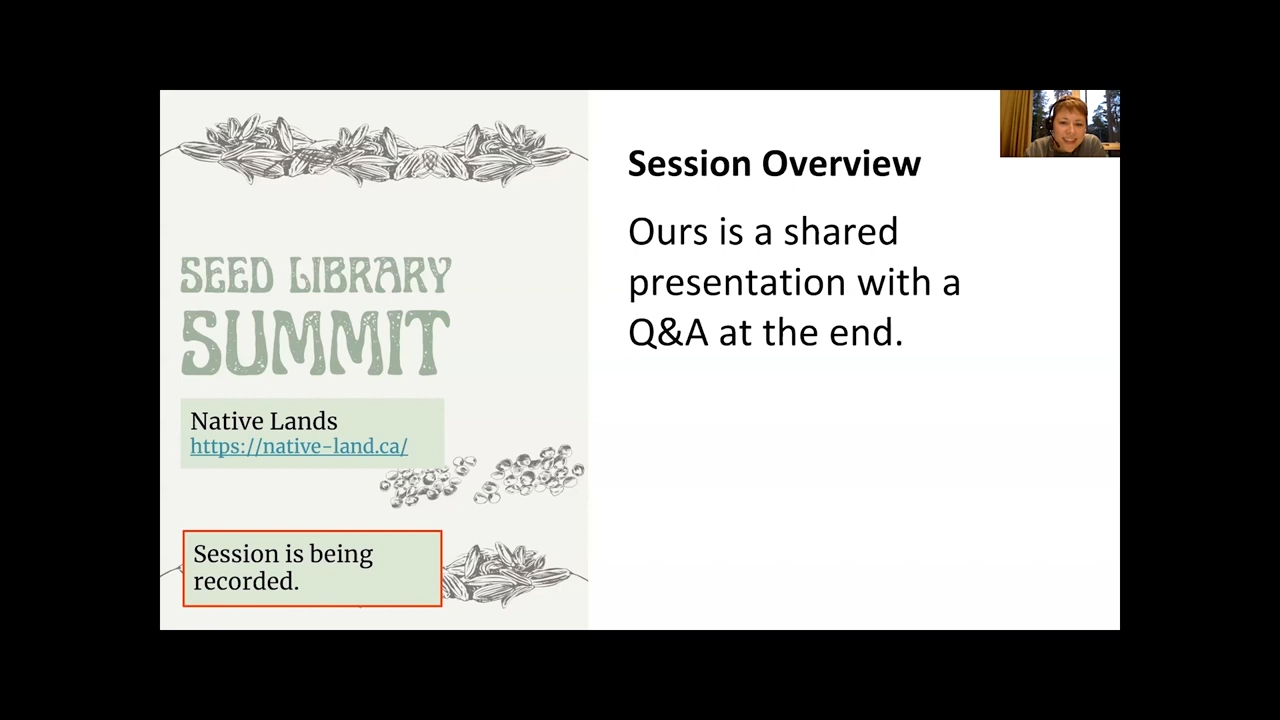 SEED LIBRARY
SUMMIT
Native Lands
https://native-land.ca/
Session is being
recorded.
Session Overview
Ours is a shared
presentation with a
Q&A at the end.